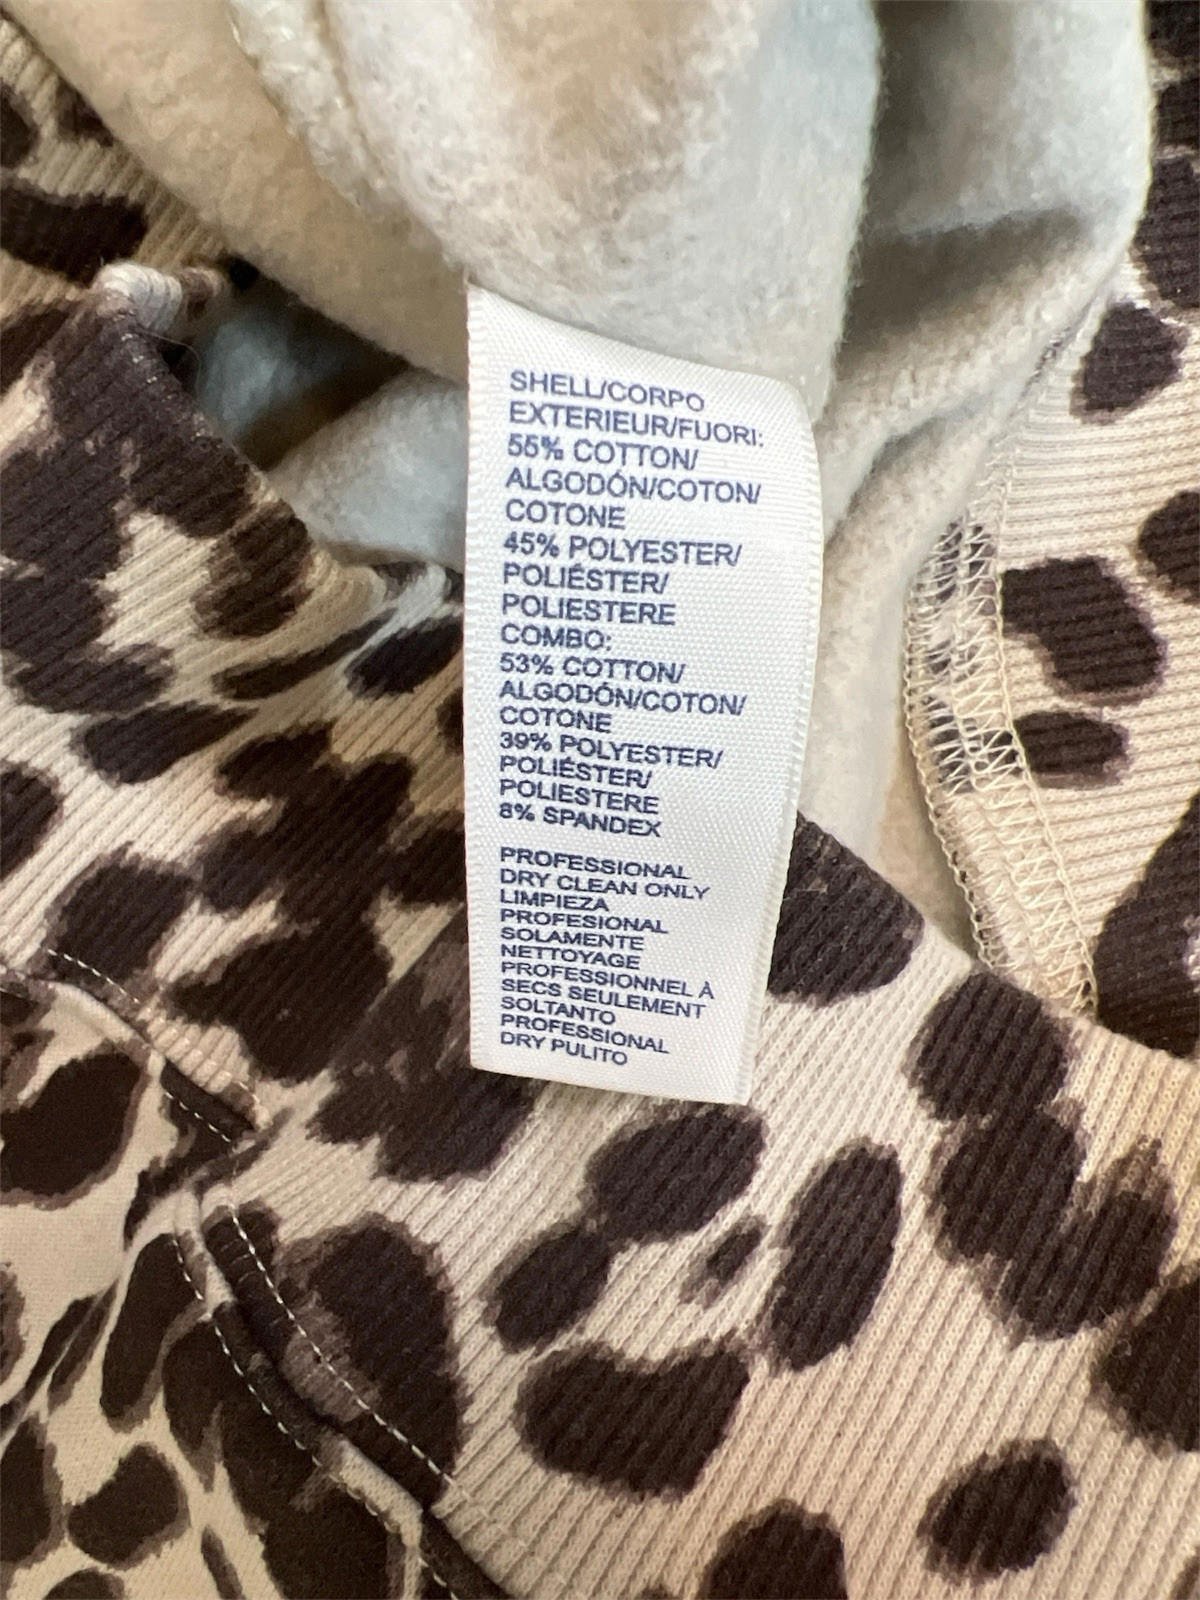 SHELL/CORPO
EXTERIEUR/FUORI:
55% COTTON/
ALGODÓN/COTON/
COTONE
45% POLYESTER/
POLIÉSTER/
POLIESTERE
COMBO:
53% COTTON/
ALGODÓN/COTON/
COTONE
39% POLYESTER/
POLIÉSTER/
POLIESTERE
8% SPANDEX
PROFESSIONAL
DRY CLEAN ONLY
LIMPIEZA
PROFESIONAL
SOLAMENTE
NETTOYAGE
PROFESSIONNEL À
SECS SEULEMENT
SOLTANTO
PROFESSIONAL
DRY PULITO